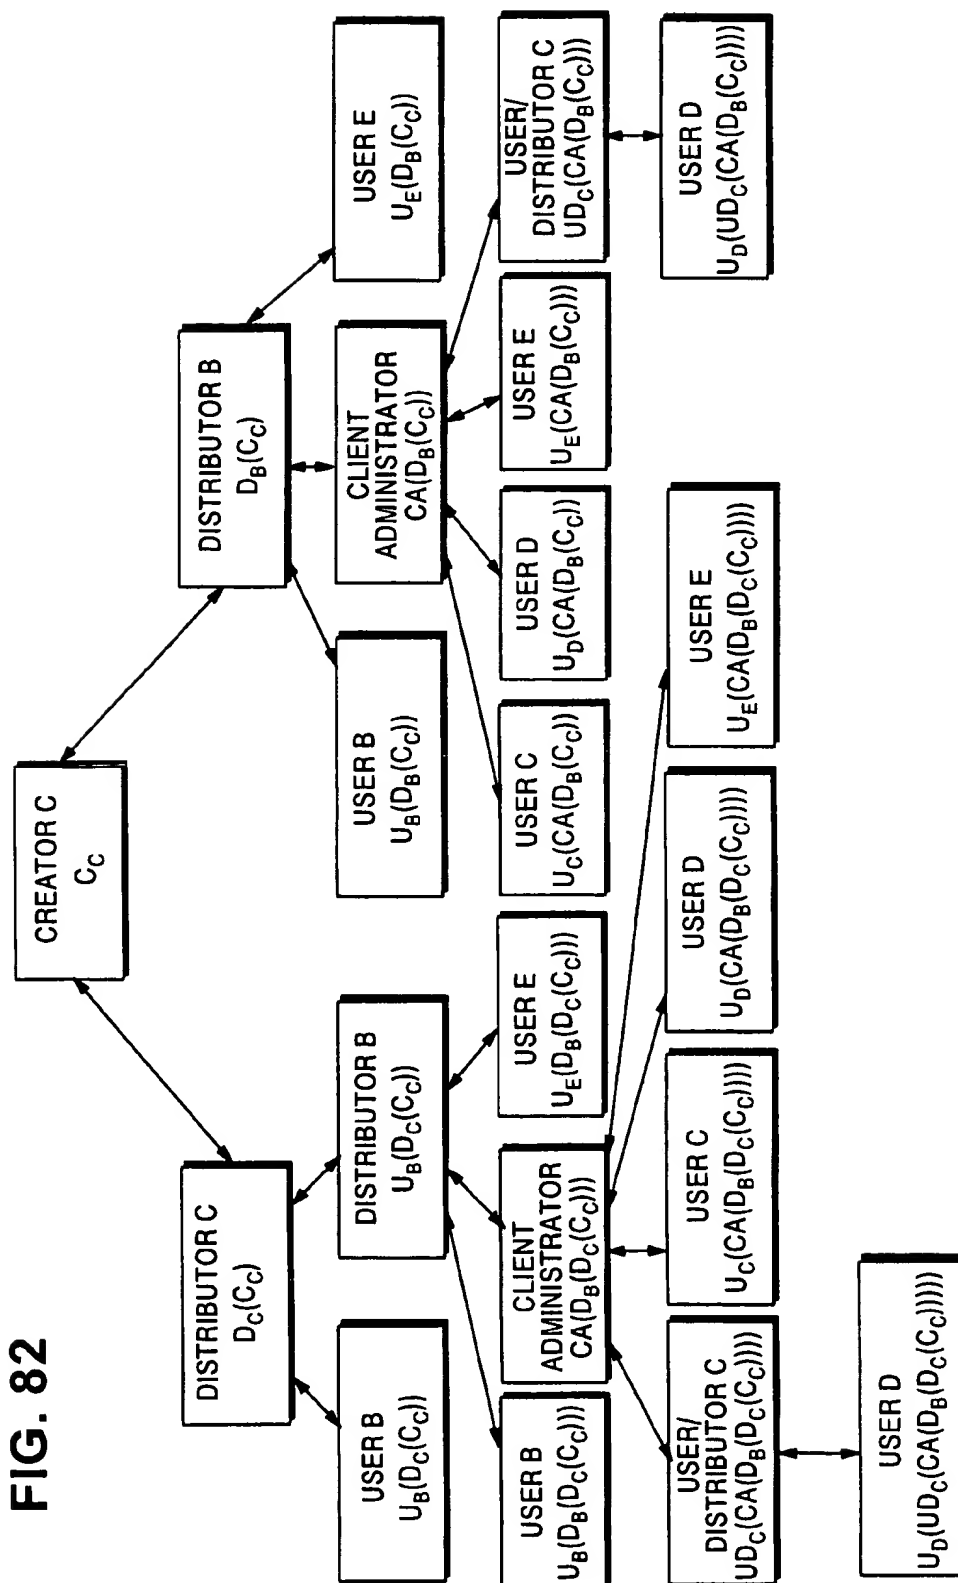 FIG. 82
CREATOR C
C_C
DISTRIBUTOR C
D_C(C_C)
DISTRIBUTOR B
D_B(C_C)
USER B
U_B(D_C(C_C))
DISTRIBUTOR B
U_B(D_C(C_C))
USER B
U_B(D_B(C_C))
CLIENT
ADMINISTRATOR
CA(D_B(C_C))
USER E
U_E(D_B(C_C))
USER B
U_B(D_B(D_C(C_C)))
CLIENT
ADMINISTRATOR
CA(D_B(D_C(C_C)))
USER E
U_E(D_B(D_C(C_C)))
USER C
U_C(CA(D_B(C_C))
USER D
U_D(CA(D_B(C_C))
USER E
U_E(CA(D_B(C_C)))
USER/
DISTRIBUTOR C
UD_C(CA(D_B(C_C)))
USER/
DISTRIBUTOR C
UD_C(CA(D_B(D_C(C_C))))
USER C
U_C(CA(D_B(D_C(C_C))))
USER D
U_D(CA(D_B(D_C(C_C))))
USER E
U_E(CA(D_B(D_C(C_C))))
USER D
U_D(UD_C(CA(D_B(C_C))))
USER D
U_D(UD_C(CA(D_B(D_C(C_C)))))